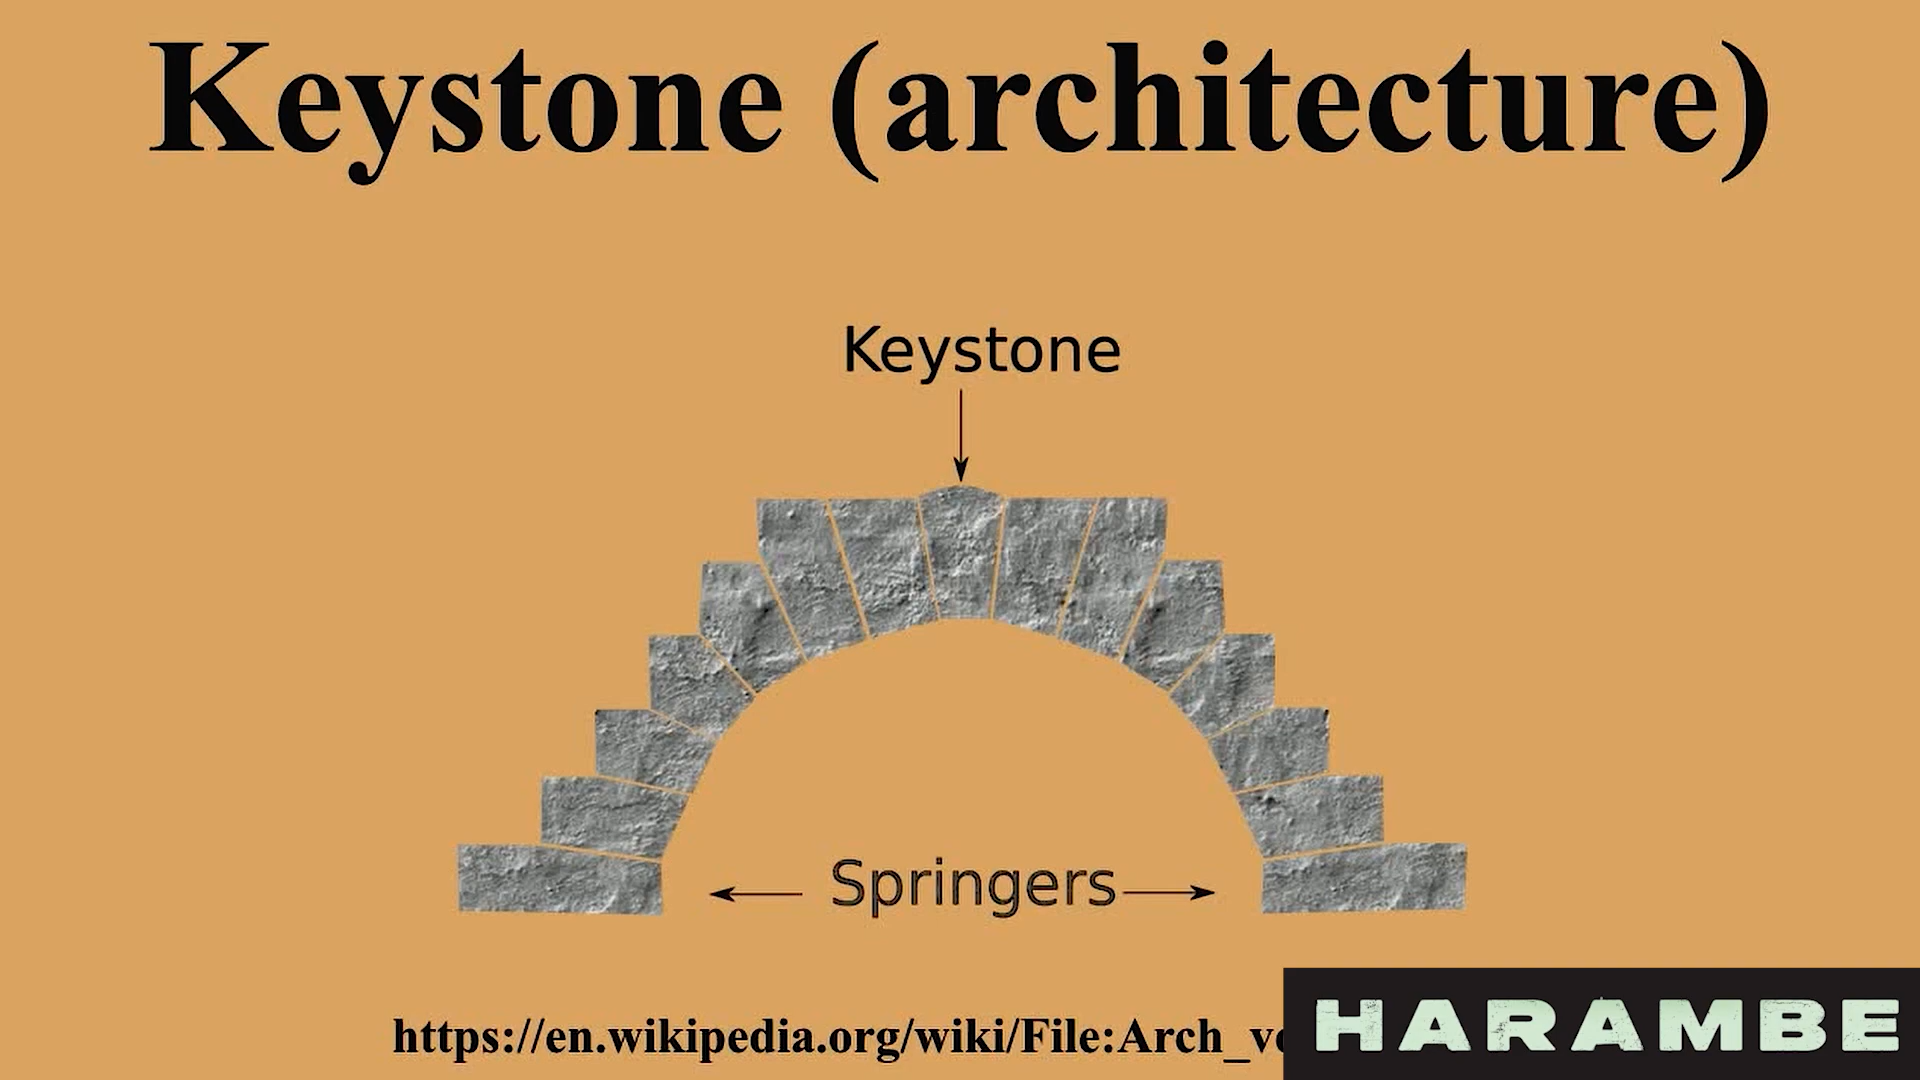 Keystone (architecture)
Keystone
Springers
https://en.wikipedia.org/wiki/File:Arch_v
HARAMBE